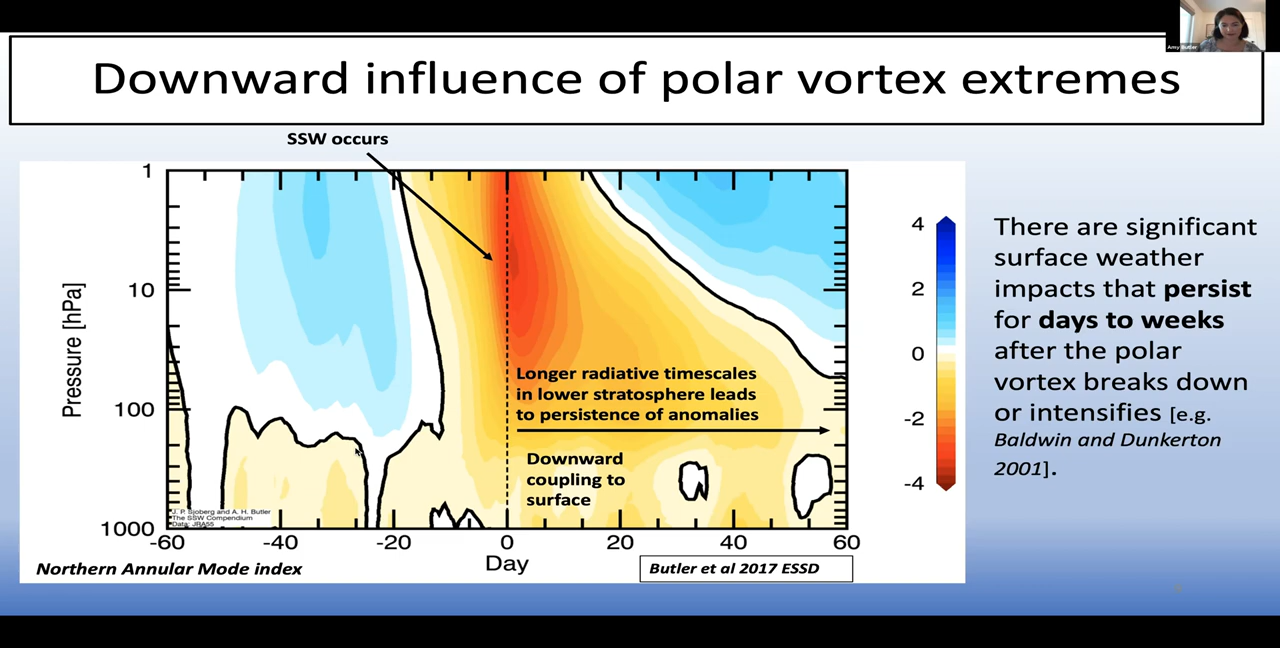 Amy Butler
Downward influence of polar vortex extremes
SSW occurs
1
10
100
1000
Pressure [hPa]
-60
-40
-20
0
20
40
60
Day
Longer radiative timescales
in lower stratosphere leads
to persistence of anomalies
Downward
coupling to
surface
J. P. Sjoberg and A. H. Butler
The SSW Compendium
Data: JRA55
Northern Annular Mode index
Butler et al 2017 ESSD
4
2
0
-2
-4
There are significant
surface weather
impacts that persist
for days to weeks
after the polar
vortex breaks down
or intensifies [e.g.
Baldwin and Dunkerton
2001].